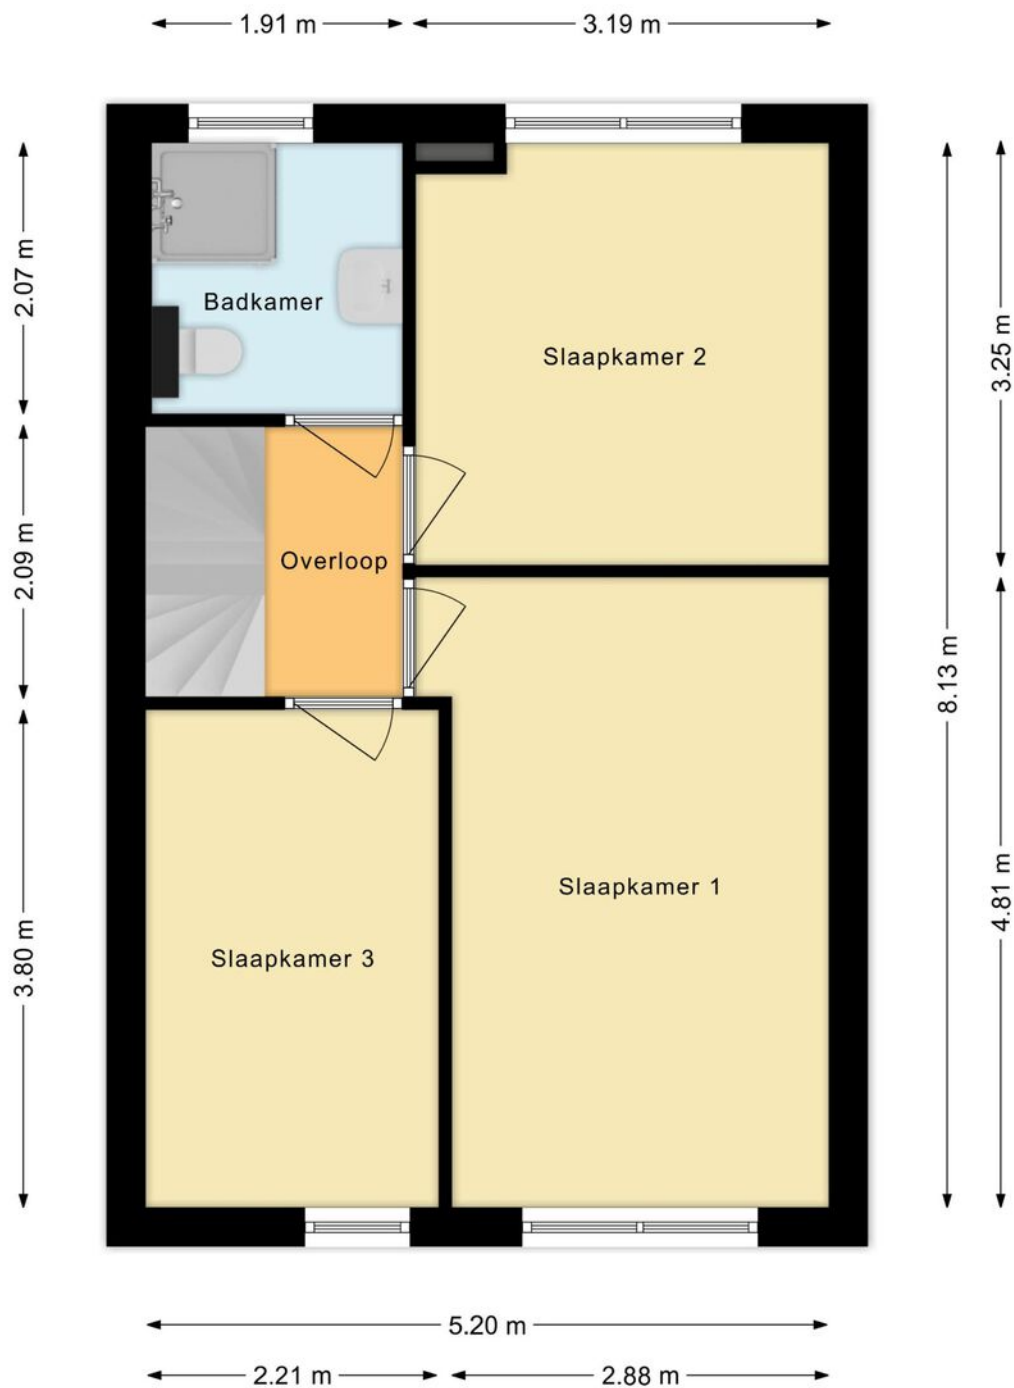 1.91 m
3.19 m
2.07 m
Badkamer
Slaapkamer 2
3.25 m
2.09 m
Overloop
8.13 m
Slaapkamer 1
4.81 m
3.80 m
Slaapkamer 3
5.20 m
2.21 m
2.88 m